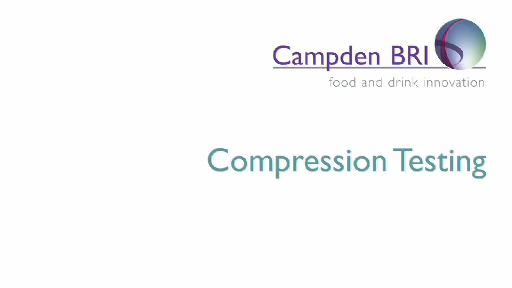 Campden BRI
food and drink innovation
Compression Testing